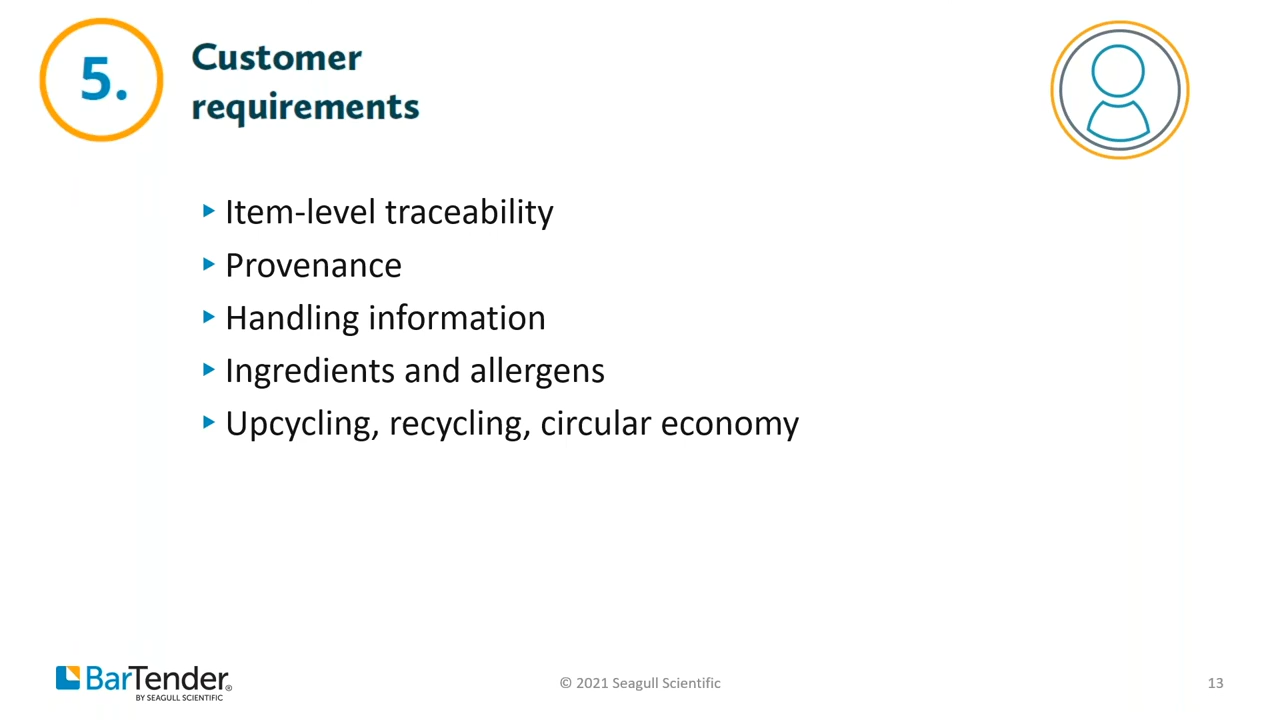 5.
Customer
requirements
▸ Item-level traceability
▸ Provenance
▸ Handling information
▸ Ingredients and allergens
▸ Upcycling, recycling, circular economy
BarTender®
BY SEAGULL SCIENTIFIC
© 2021 Seagull Scientific
13